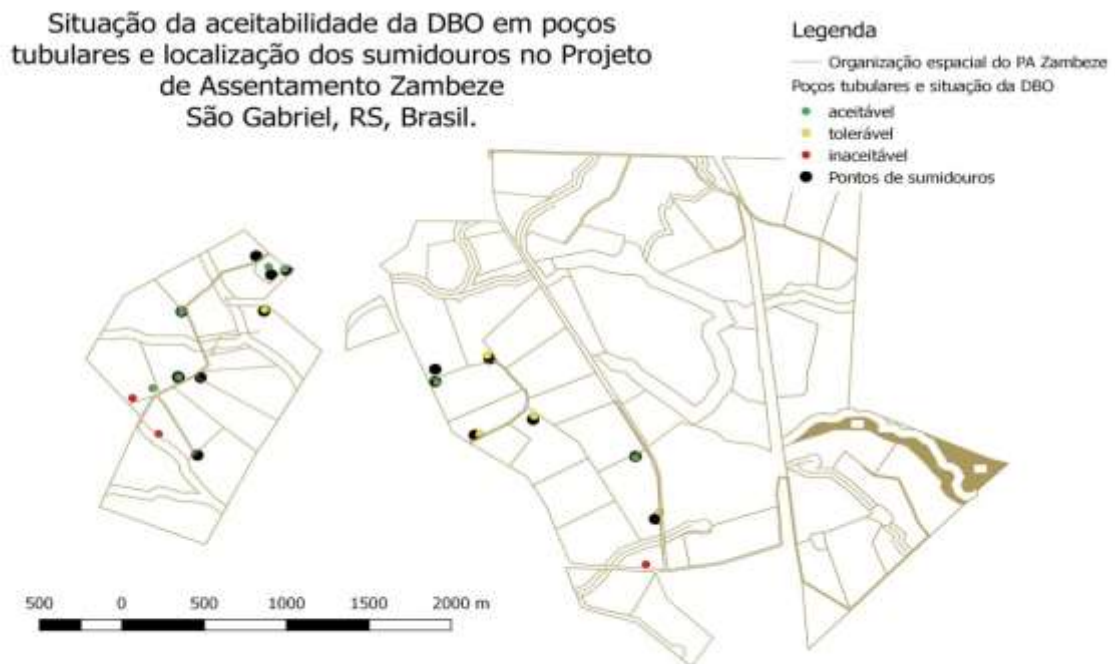 Situação da aceitabilidade da DBO em poços
tubulares e localização dos sumidouros no Projeto
de Assentamento Zambeze
São Gabriel, RS, Brasil.
Legenda
Organização espacial do PA Zambeze
Poços tubulares e situação da DBO
aceitável
tolerável
inaceitável
Pontos de sumidouros
500 0 500 1000 1500 2000 m